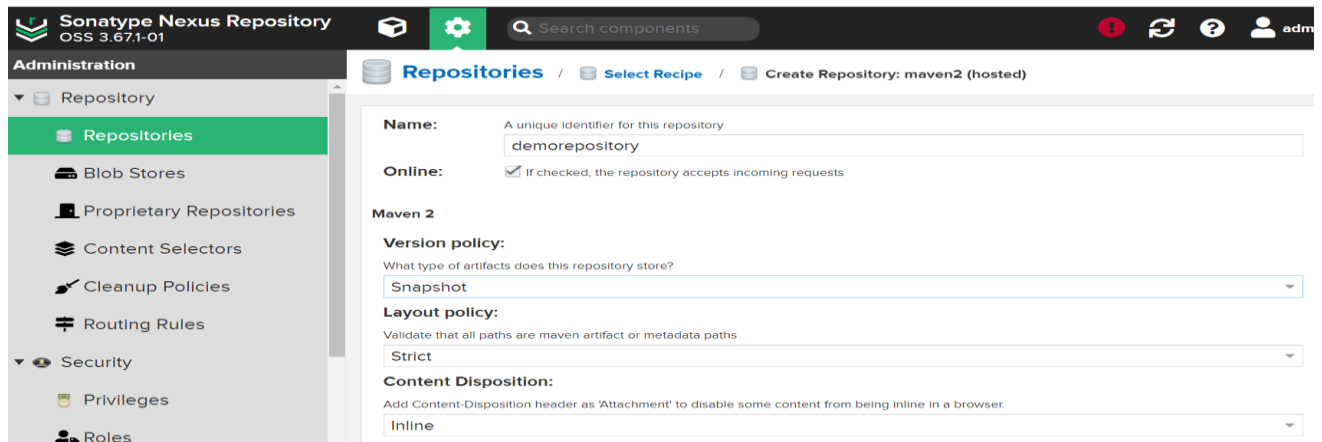 Sonatype Nexus Repository
OSS 3.67.1-01
Search components
adm
Administration
Repositories / Select Recipe / Create Repository: maven2 (hosted)
Repository
Repositories
Blob Stores
Proprietary Repositories
Content Selectors
Cleanup Policies
Routing Rules
Security
Privileges
Roles
Name: A unique identifier for this repository
demorepository
Online: If checked, the repository accepts incoming requests
Maven 2
Version policy:
What type of artifacts does this repository store?
Snapshot
Layout policy:
Validate that all paths are maven artifact or metadata paths
Strict
Content Disposition:
Add Content-Disposition header as 'Attachment' to disable some content from being inline in a browser.
Inline